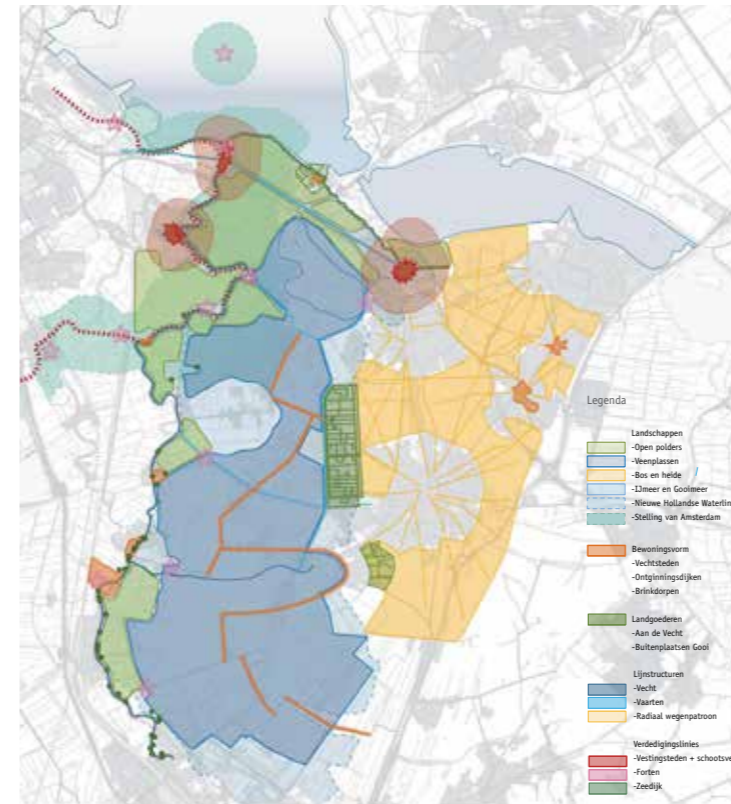 Legenda
Landschappen
-Open polders
-Veenplassen
-Bos en heide
-IJmeer en Gooimeer
-Nieuwe Hollandse Waterlin
-Stelling van Amsterdam
Bewoningsvorm
-Vechtsteden
-Ontginningsdijken
-Brinkdorpen
Landgoederen
-Aan de Vecht
-Buitenplaatsen Gooi
Lijnstructuren
-Vecht
-Vaarten
-Radiaal wegenpatroon
Verdedigingslinies
-Vestingsteden + schootsve
-Forten
-Zeedijk